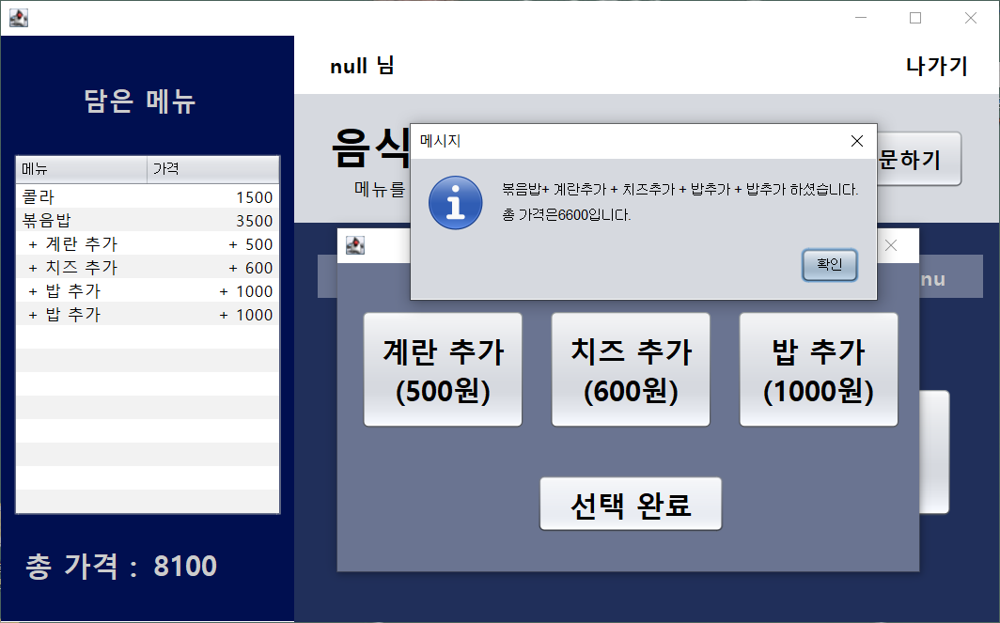 담은 메뉴
메뉴 가격
콜라 1500
볶음밥 3500
+ 계란 추가 + 500
+ 치즈 추가 + 600
+ 밥 추가 + 1000
+ 밥 추가 + 1000
총 가격 : 8100
null 님
나가기
음식
메뉴를
문하기
메시지
볶음밥+ 계란추가 + 치즈추가 + 밥추가 + 밥추가 하셨습니다.
총 가격은6600입니다.
확인
nu
계란 추가
(500원)
치즈 추가
(600원)
밥 추가
(1000원)
선택 완료